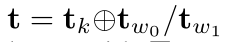 t = t_k⊕t_{w_0}/t_{w_1}